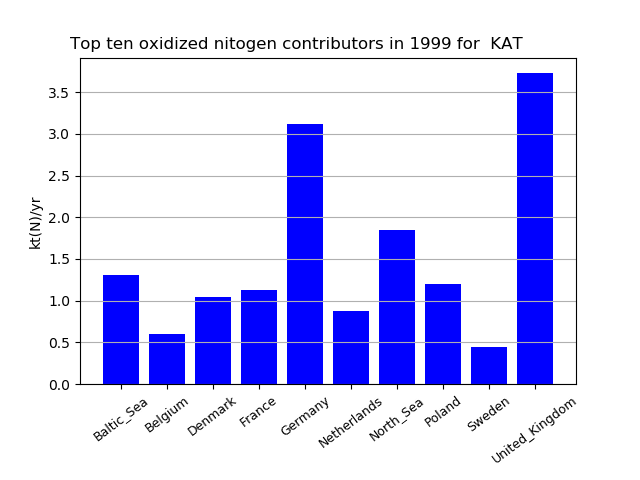 Top ten oxidized nitogen contributors in 1999 for  KAT
kt(N)/yr
3.5
3.0
2.5
2.0
1.5
1.0
0.5
0.0
Baltic_Sea
Belgium
Denmark
France
Germany
Netherlands
North_Sea
Poland
Sweden
United_Kingdom